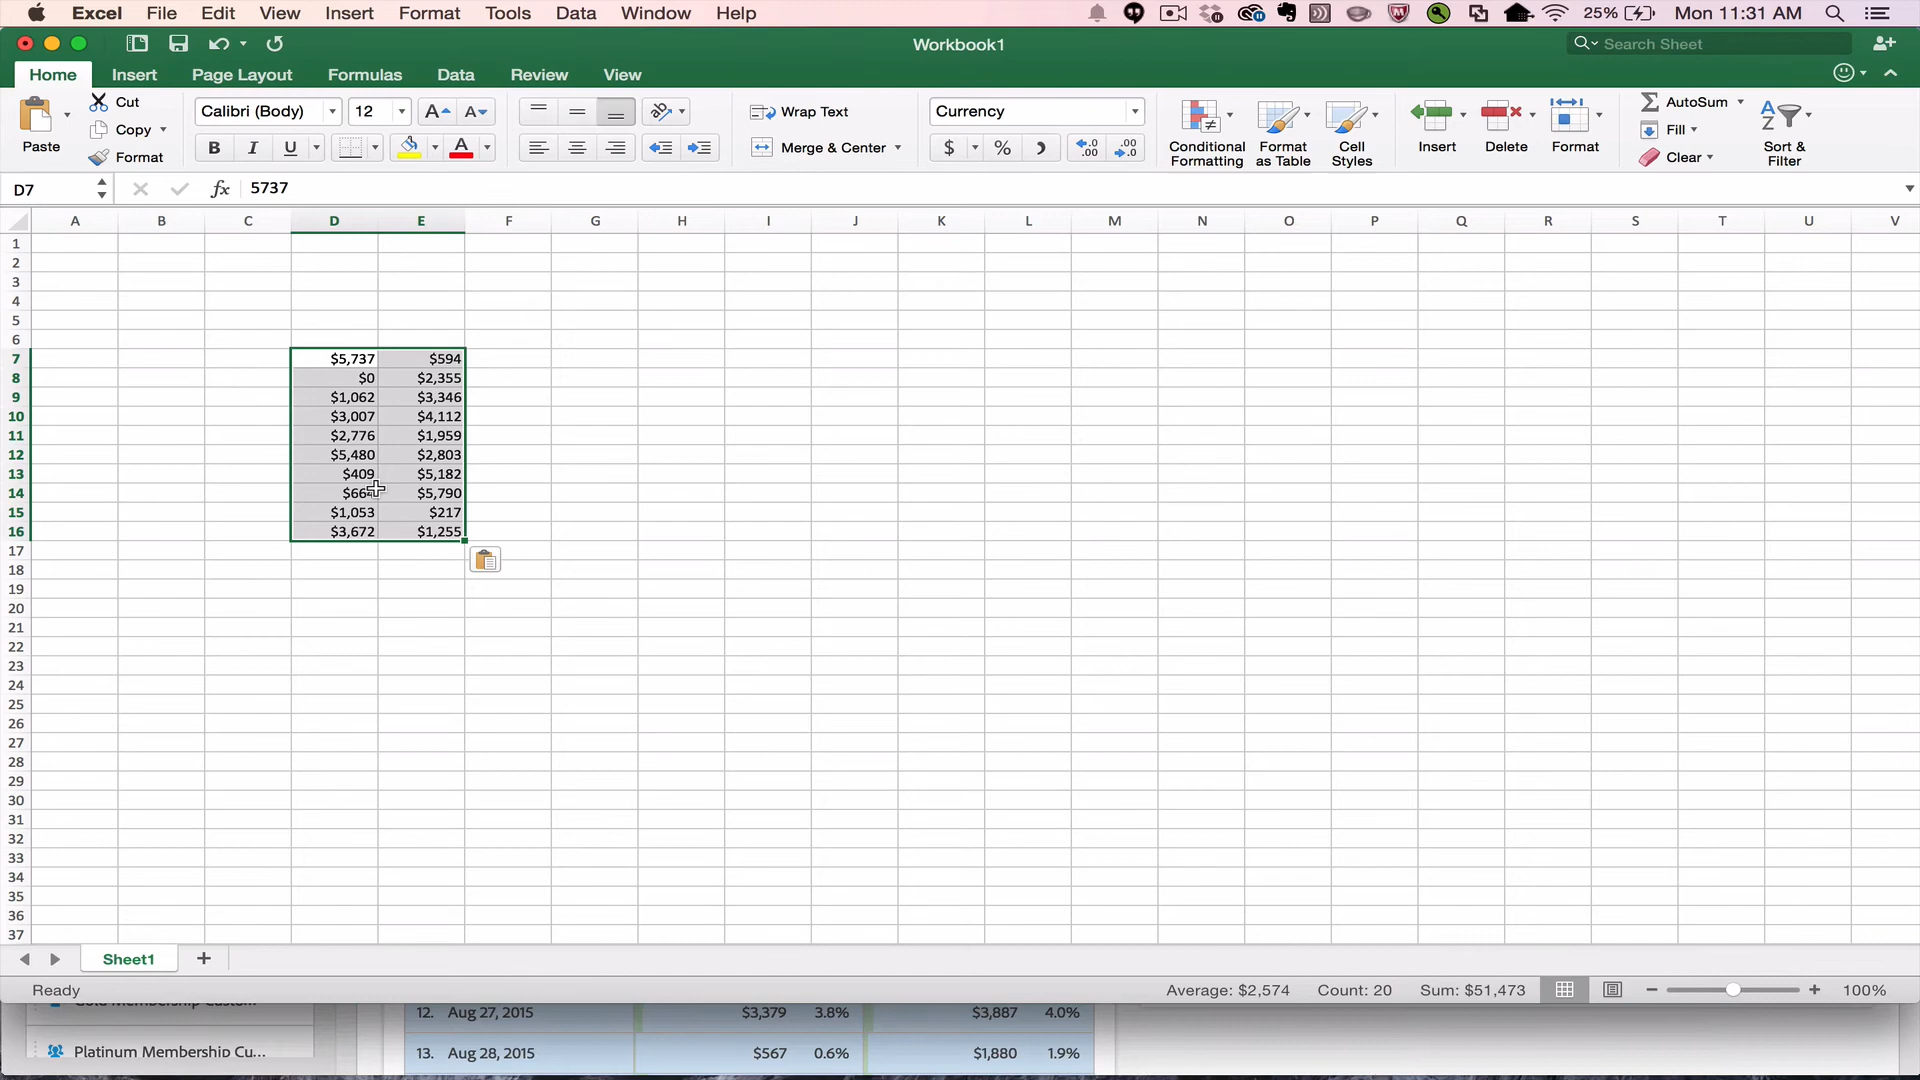 Excel File Edit View Insert Format Tools Data Window Help 25% Mon 11:31 AM
Workbook1 Search Sheet
Home Insert Page Layout Formulas Data Review View
Paste Cut Copy Format
Calibri (Body) 12 A A
B I U A
Wrap Text
Merge & Center
Currency
$ % .0 .00 .00 .0
Conditional Formatting
Format as Table
Cell Styles
Insert Delete Format
AutoSum
Fill
Clear
Sort & Filter
D7 fx 5737
A B C D E F G H I J K L M N O P Q R S T U V
1
2
3
4
5
6
7 $5,737 $594
8 $0 $2,355
9 $1,062 $3,346
10 $3,007 $4,112
11 $2,776 $1,959
12 $5,480 $2,803
13 $409 $5,182
14 $5,790
15 $1,053 $217
16 $3,672 $1,255
17
18
19
20
21
22
23
24
25
26
27
28
29
30
31
32
33
34
35
36
37
Sheet1 +
Ready Average: $2,574 Count: 20 Sum: $51,473 100%
12. Aug 27, 2015 $3,379 3.8% $3,887 4.0%
Platinum Membership Cu... 13. Aug 28, 2015 $567 0.6% $1,880 1.9%